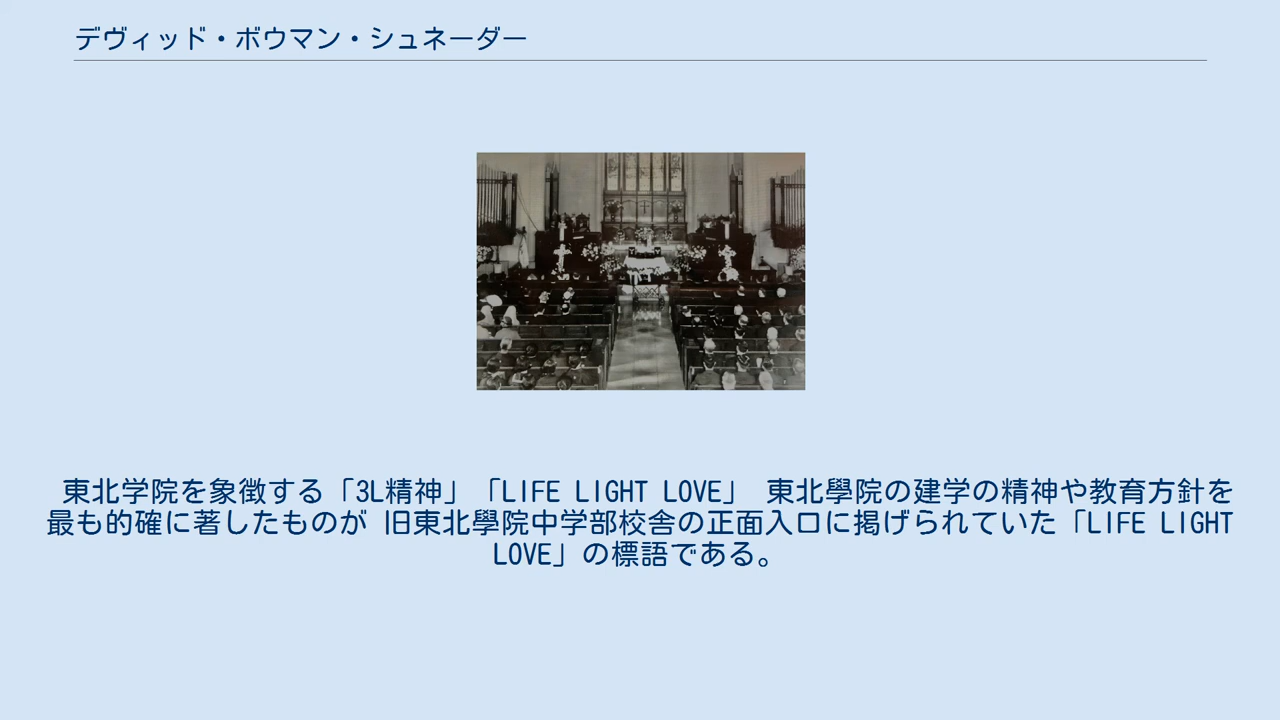 デヴィッド・ボウマン・シュネーダー
東北学院を象徴する「3L精神」「LIFE LIGHT LOVE」 東北學院の建学の精神や教育方針を
最も的確に著したものが 旧東北學院中学部校舎の正面入口に掲げられていた「LIFE LIGHT
LOVE」の標語である。